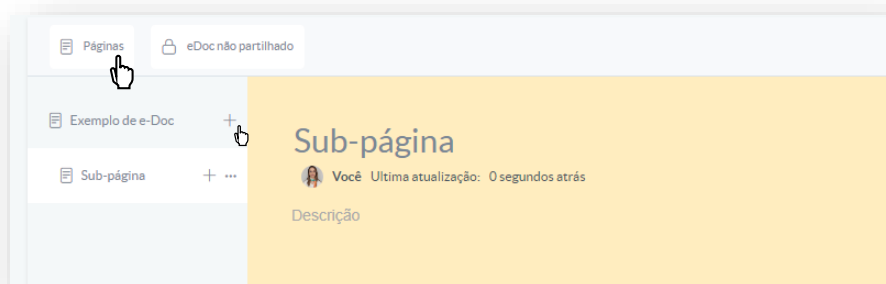 Páginas
eDoc não partilhado
Exemplo de e-Doc
Sub-página
Sub-página
Você Ultima atualização: 0 segundos atrás
Descrição